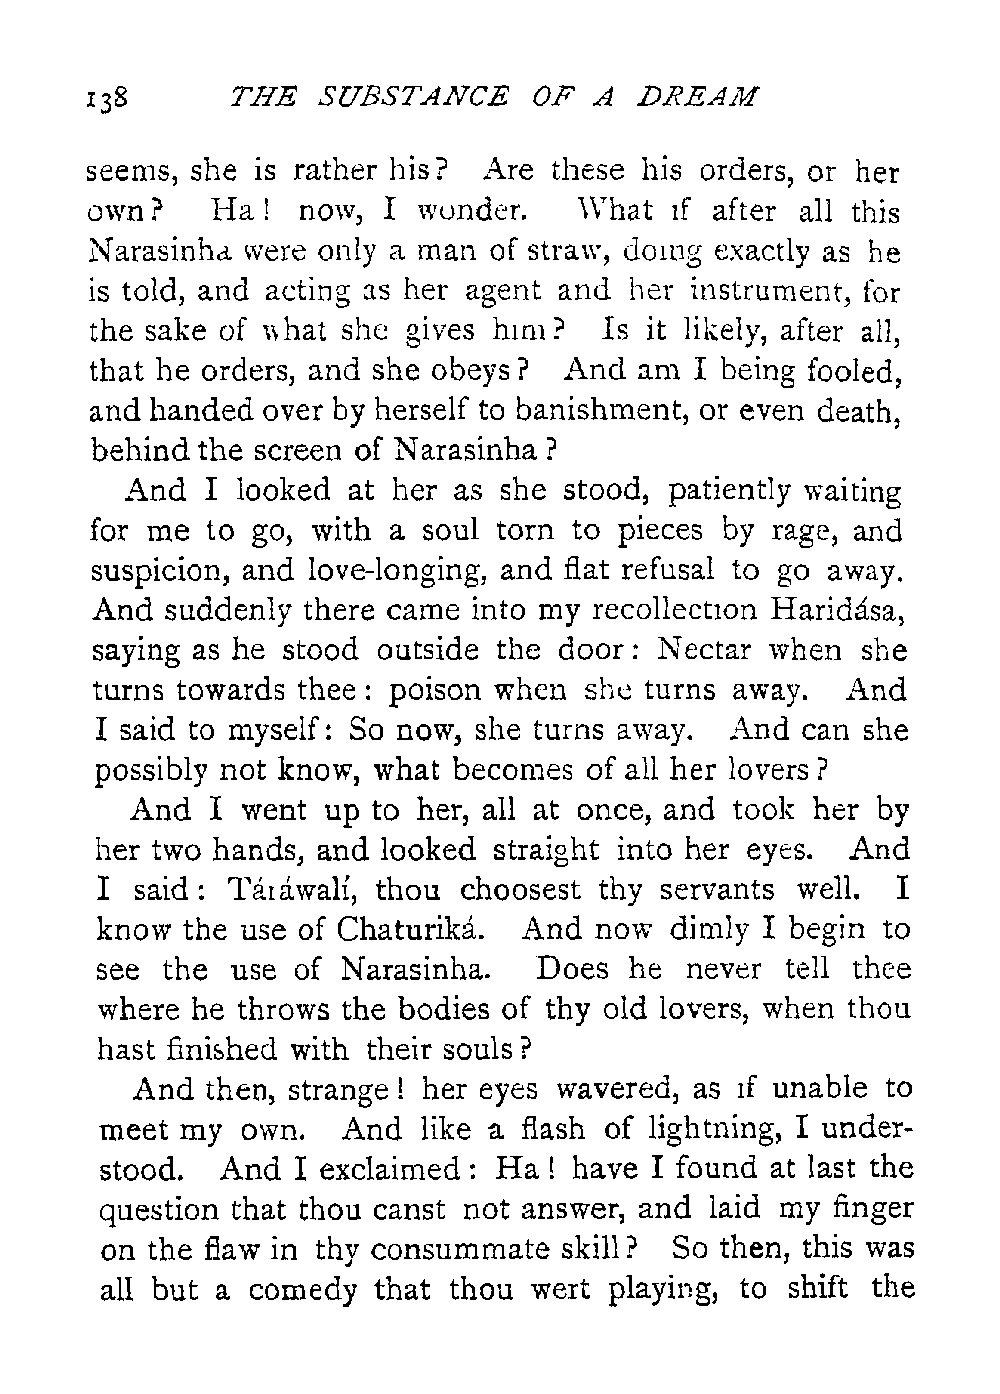 138 THE SUBSTANCE OF A DREAM
seems, she is rather his? Are these his orders, or her
own? Ha! now, I wonder. What if after all this
Narasinha were only a man of straw, doing exactly as he
is told, and acting as her agent and her instrument, for
the sake of what she gives him? Is it likely, after all,
that he orders, and she obeys? And am I being fooled,
and handed over by herself to banishment, or even death,
behind the screen of Narasinha?
And I looked at her as she stood, patiently waiting
for me to go, with a soul torn to pieces by rage, and
suspicion, and love-longing, and flat refusal to go away.
And suddenly there came into my recollection Haridása,
saying as he stood outside the door: Nectar when she
turns towards thee: poison when she turns away. And
I said to myself: So now, she turns away. And can she
possibly not know, what becomes of all her lovers?
And I went up to her, all at once, and took her by
her two hands, and looked straight into her eyes. And
I said: Táráwalí, thou choosest thy servants well. I
know the use of Chaturiká. And now dimly I begin to
see the use of Narasinha. Does he never tell thee
where he throws the bodies of thy old lovers, when thou
hast finished with their souls?
And then, strange! her eyes wavered, as if unable to
meet my own. And like a flash of lightning, I under-
stood. And I exclaimed: Ha! have I found at last the
question that thou canst not answer, and laid my finger
on the flaw in thy consummate skill? So then, this was
all but a comedy that thou wert playing, to shift the